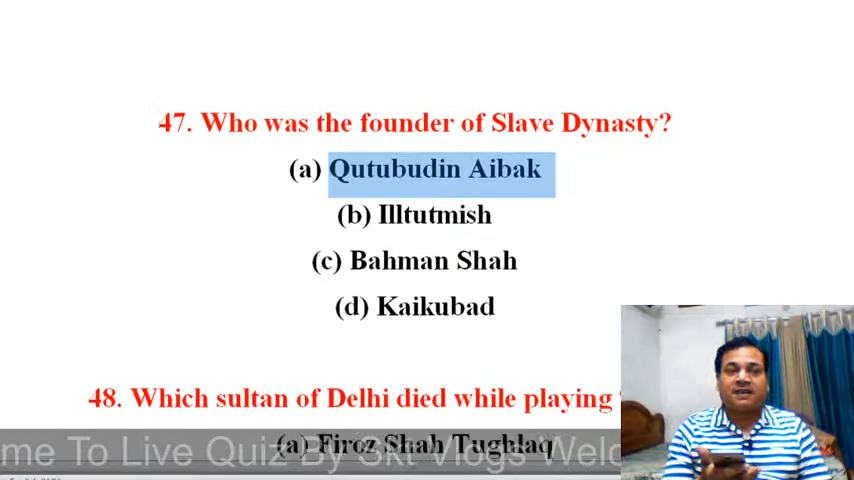 47. Who was the founder of Slave Dynasty?
(a) Qutubudin Aibak
(b) Illtutmish
(c) Bahman Shah
(d) Kaikubad
48. Which sultan of Delhi died while playing
(a) Firoz Shah Tughlaq
me To Live Quiz By Skt Vlogs Welc